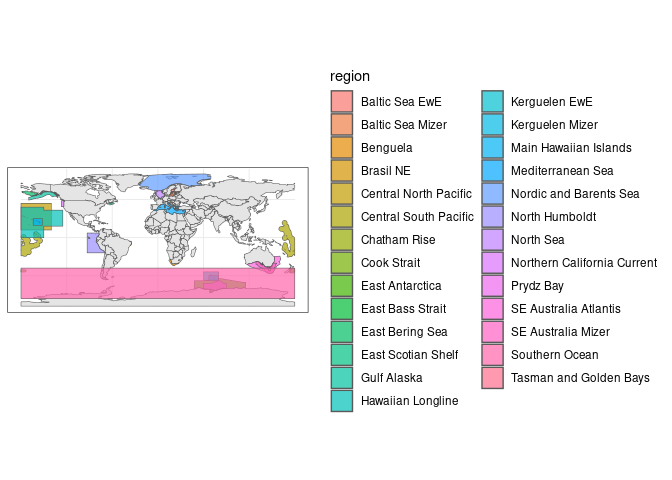 region
Baltic Sea EwE
Baltic Sea Mizer
Benguela
Brasil NE
Central North Pacific
Central South Pacific
Chatham Rise
Cook Strait
East Antarctica
East Bass Strait
East Bering Sea
East Scotian Shelf
Gulf Alaska
Hawaiian Longline
Kerguelen EwE
Kerguelen Mizer
Main Hawaiian Islands
Mediterranean Sea
Nordic and Barents Sea
North Humboldt
North Sea
Northern California Current
Prydz Bay
SE Australia Atlantis
SE Australia Mizer
Southern Ocean
Tasman and Golden Bays